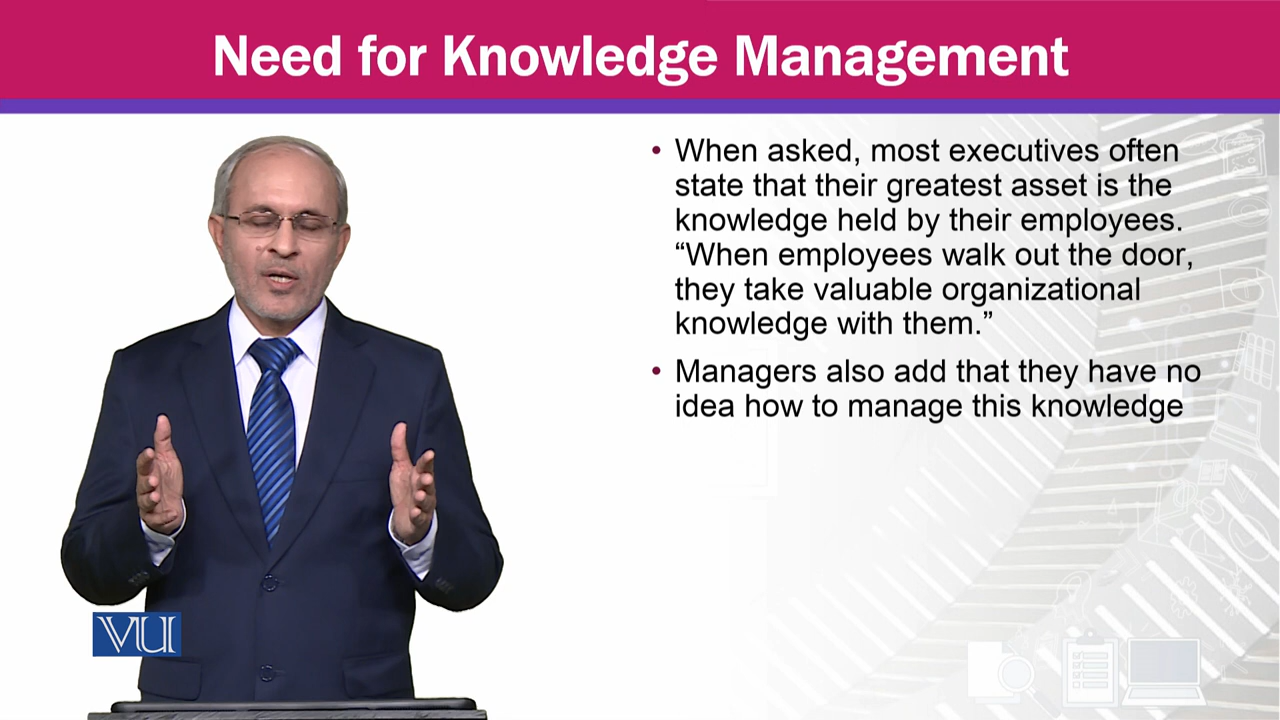 Need for Knowledge Management
• When asked, most executives often
state that their greatest asset is the
knowledge held by their employees.
“When employees walk out the door,
they take valuable organizational
knowledge with them.”
• Managers also add that they have no
idea how to manage this knowledge
VU